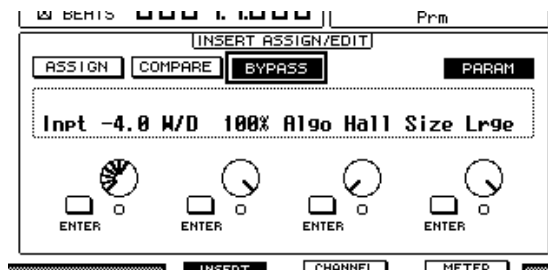 BEATS
Prm
INSERT ASSIGN/EDIT
ASSIGN COMPARE BYPASS PARAM
Inpt -4.0 W/D 100% Algo Hall Size Lrge
ENTER ENTER ENTER ENTER
INSERT CHANNEL METER